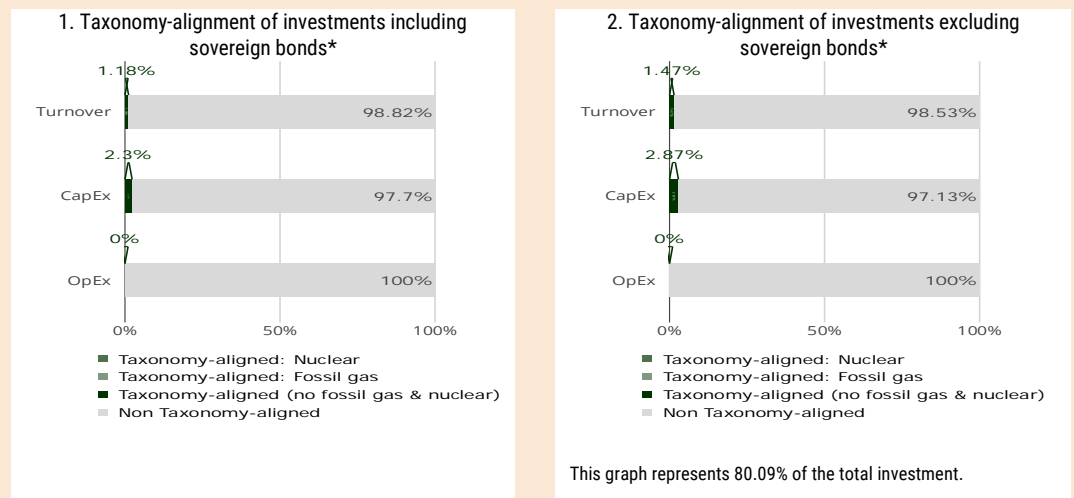 1. Taxonomy-alignment of investments including
sovereign bonds*
1.18%
Turnover
98.82%
2.3%
CapEx
97.7%
0%
OpEx
100%
0%
50%
100%
Taxonomy-aligned: Nuclear
Taxonomy-aligned: Fossil gas
Taxonomy-aligned (no fossil gas & nuclear)
Non Taxonomy-aligned
2. Taxonomy-alignment of investments excluding
sovereign bonds*
1.47%
Turnover
98.53%
2.87%
CapEx
97.13%
0%
OpEx
100%
0%
50%
100%
Taxonomy-aligned: Nuclear
Taxonomy-aligned: Fossil gas
Taxonomy-aligned (no fossil gas & nuclear)
Non Taxonomy-aligned
This graph represents 80.09% of the total investment.